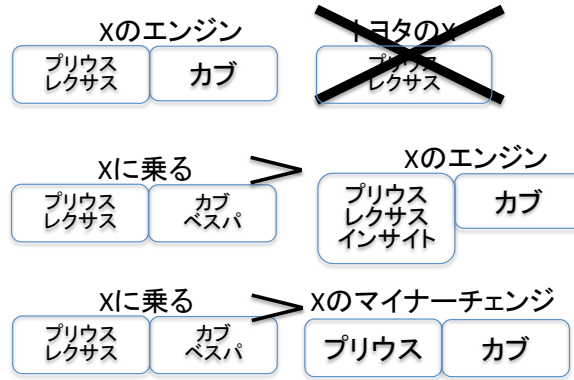 Xのエンジン
トヨタのX
プリウス
レクサス
カブ
プリウス
レクサス
Xに乗る
>
Xのエンジン
プリウス
レクサス
カブ
ベスパ
プリウス
レクサス
インサイト
カブ
Xに乗る
>
Xのマイナーチェンジ
プリウス
レクサス
カブ
ベスパ
プリウス
カブ